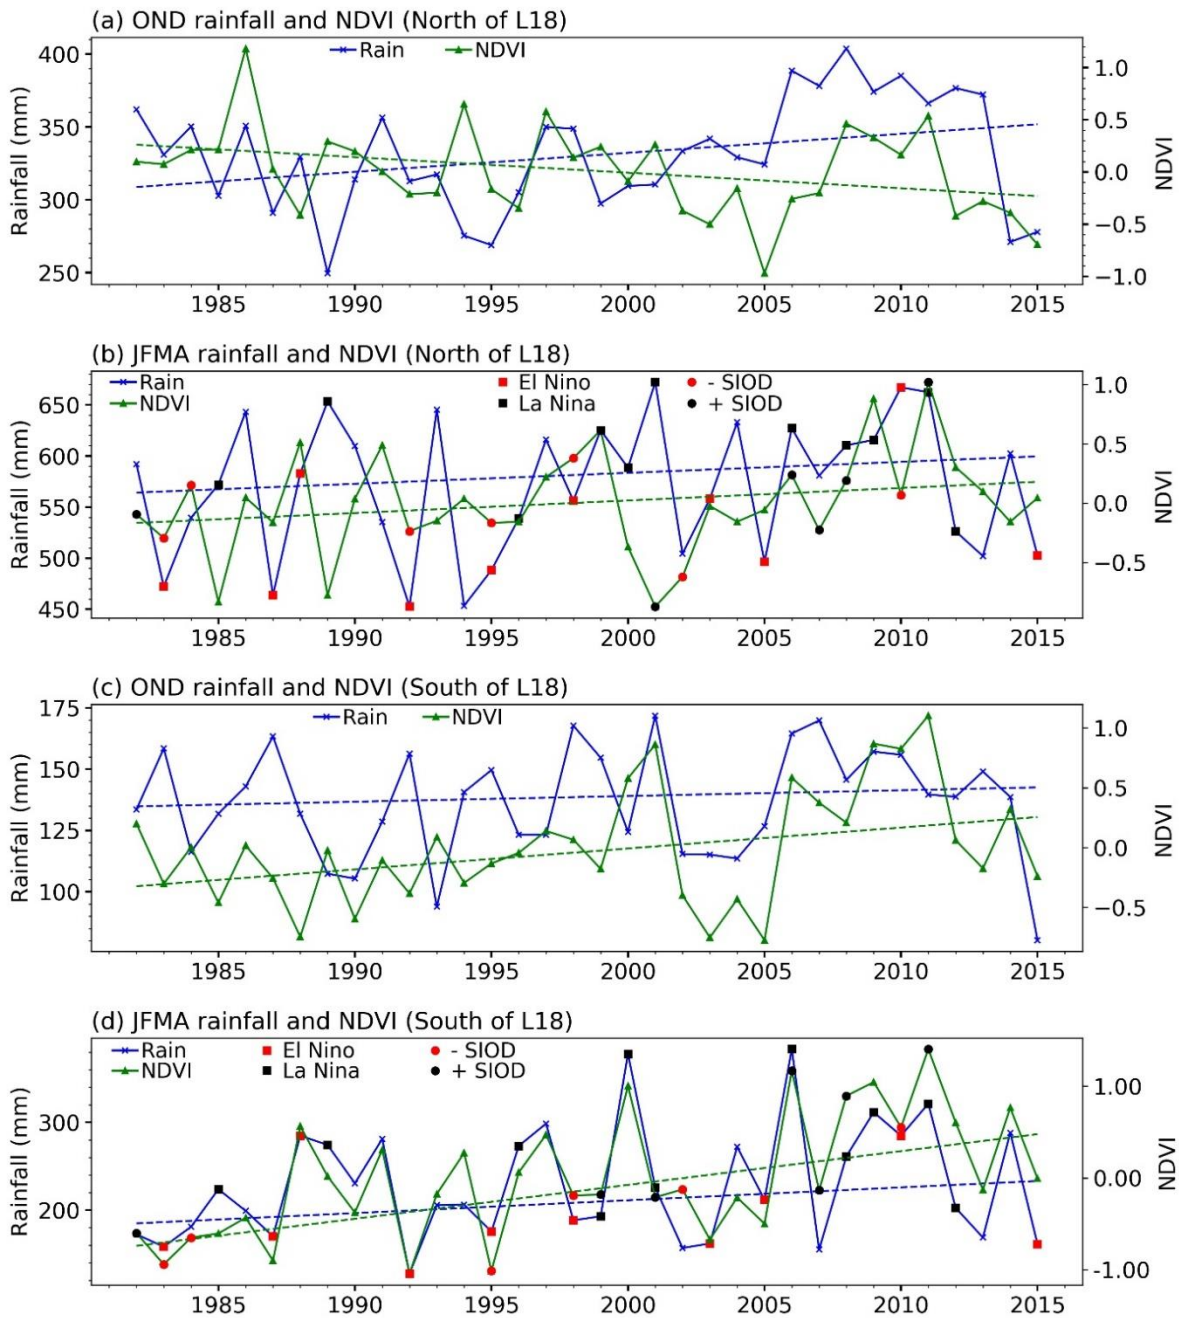 (a) OND rainfall and NDVI (North of L18)
Rain NDVI
400
350
300
250
Rainfall (mm)
1.0
0.5
0.0
−0.5
−1.0
NDVI
1985 1990 1995 2000 2005 2010 2015
(b) JFMA rainfall and NDVI (North of L18)
Rain El Nino - SIOD
NDVI La Nina + SIOD
650
600
550
500
450
Rainfall (mm)
1.0
0.5
0.0
−0.5
NDVI
1985 1990 1995 2000 2005 2010 2015
(c) OND rainfall and NDVI (South of L18)
Rain NDVI
175
150
125
100
Rainfall (mm)
1.0
0.5
0.0
−0.5
NDVI
1985 1990 1995 2000 2005 2010 2015
(d) JFMA rainfall and NDVI (South of L18)
Rain El Nino - SIOD
NDVI La Nina + SIOD
300
200
Rainfall (mm)
1.00
0.00
-1.00
NDVI
1985 1990 1995 2000 2005 2010 2015